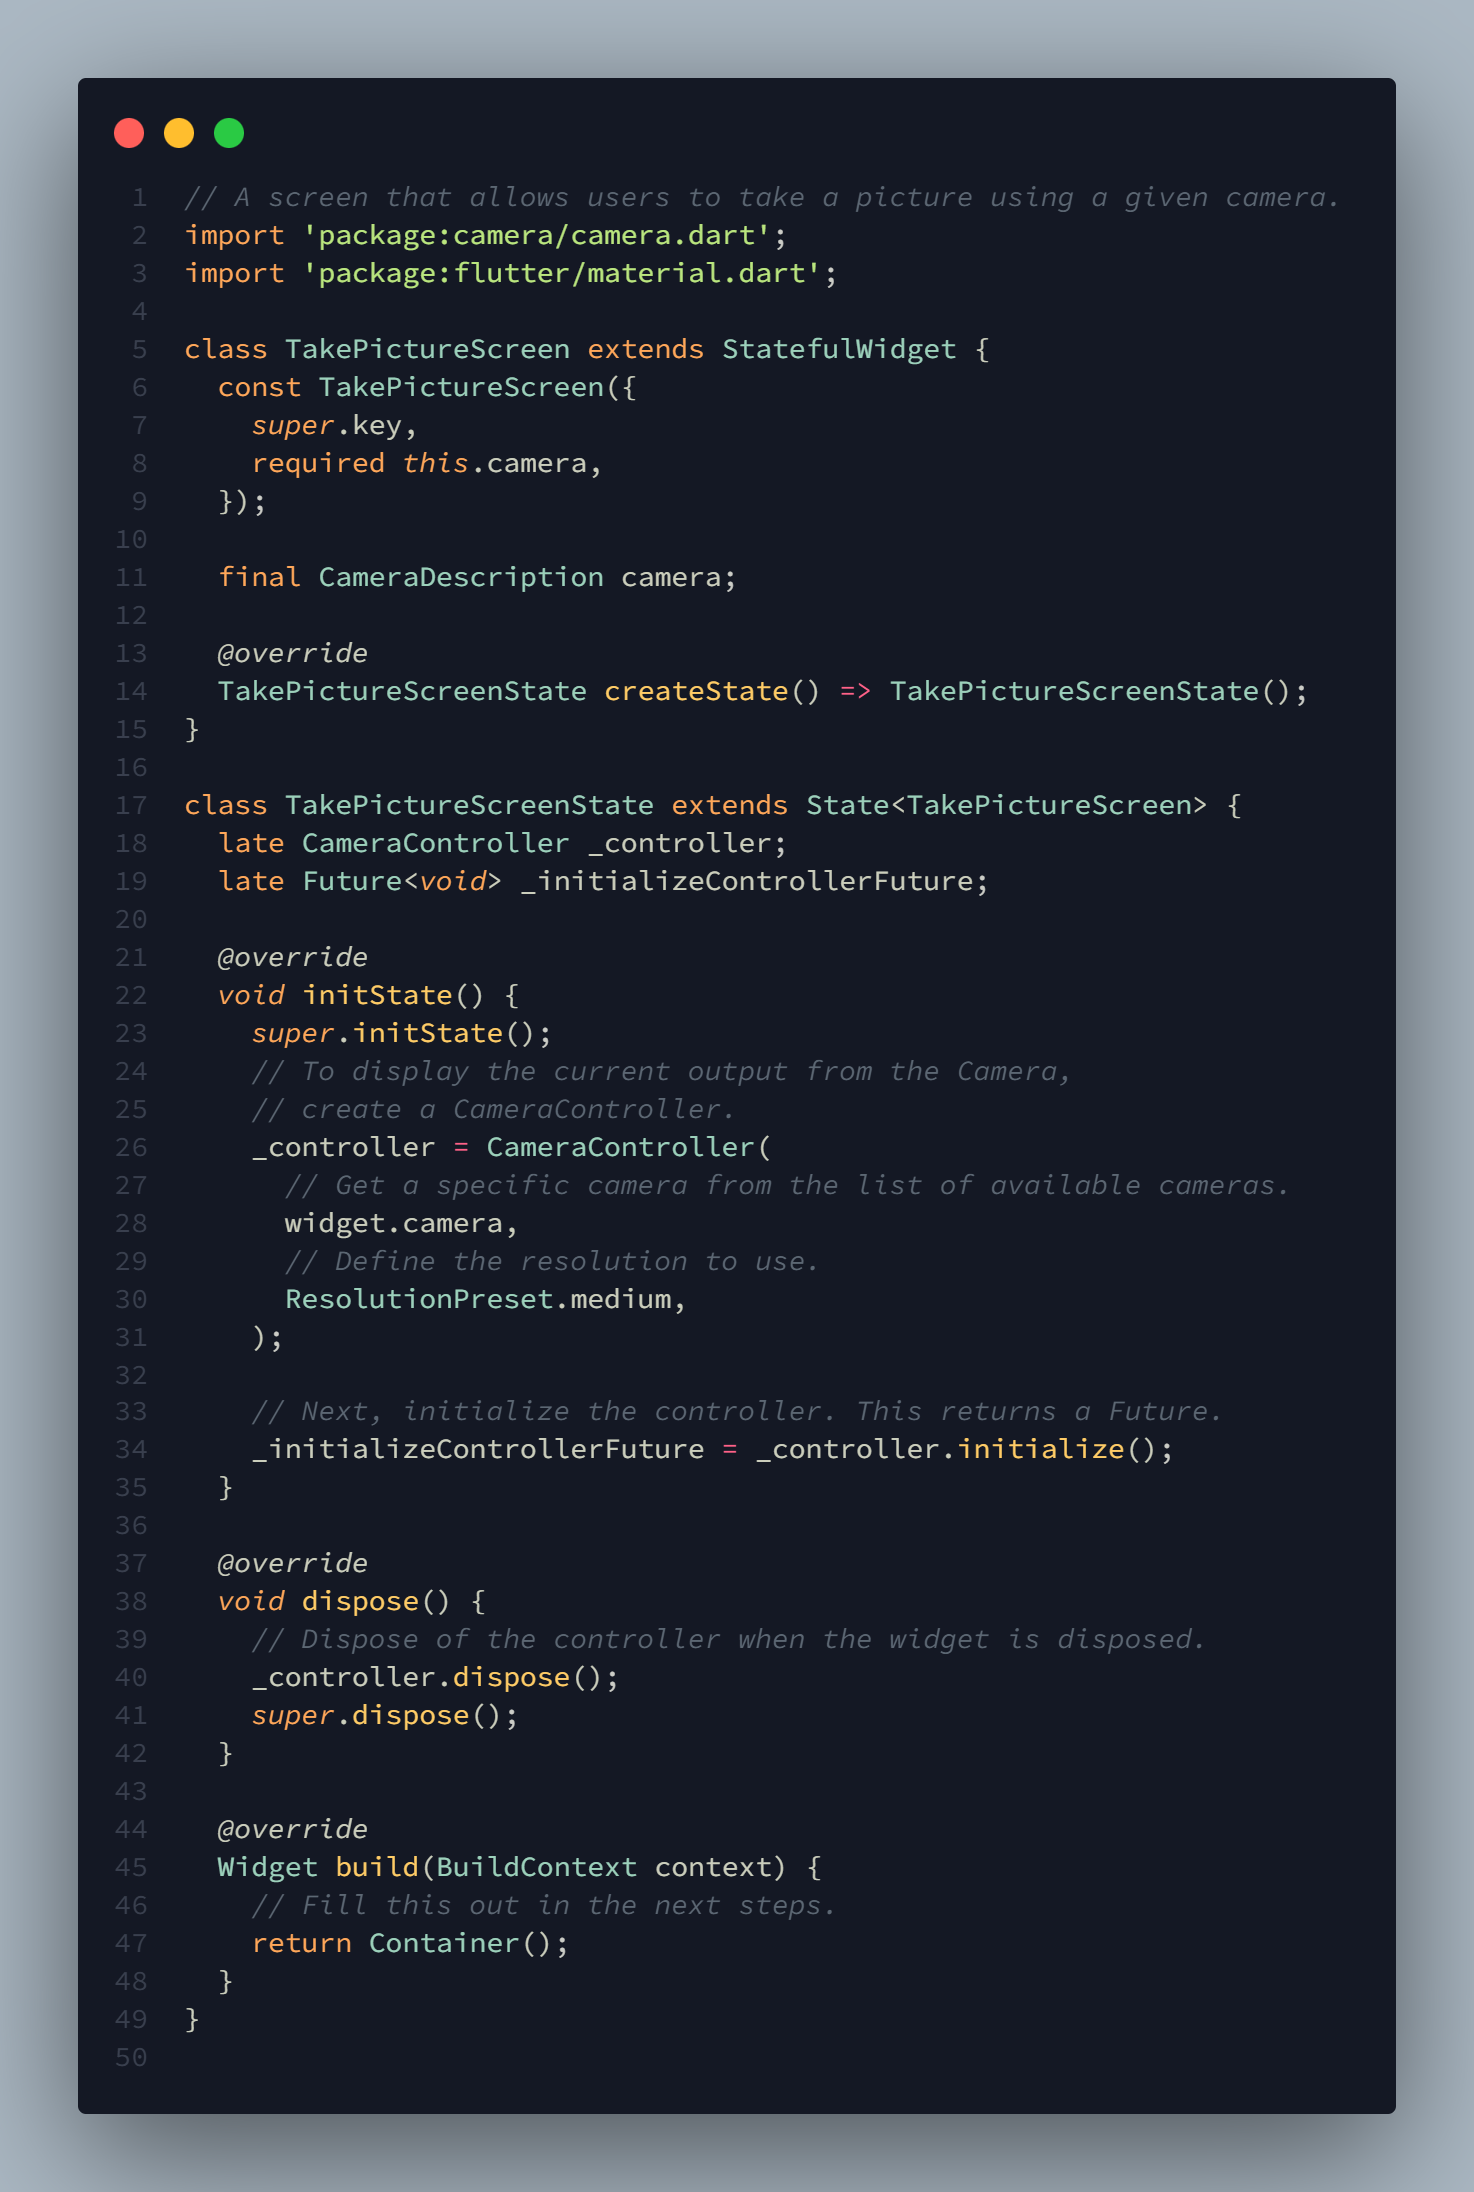 1 // A screen that allows users to take a picture using a given camera.
2 import 'package:camera/camera.dart';
3 import 'package:flutter/material.dart';
4
5 class TakePictureScreen extends StatefulWidget {
6   const TakePictureScreen({
7     super.key,
8     required this.camera,
9   });
10
11   final CameraDescription camera;
12
13   @override
14   TakePictureScreenState createState() => TakePictureScreenState();
15 }
16
17 class TakePictureScreenState extends State<TakePictureScreen> {
18   late CameraController _controller;
19   late Future<void> _initializeControllerFuture;
20
21   @override
22   void initState() {
23     super.initState();
24     // To display the current output from the Camera,
25     // create a CameraController.
26     _controller = CameraController(
27       // Get a specific camera from the list of available cameras.
28       widget.camera,
29       // Define the resolution to use.
30       ResolutionPreset.medium,
31     );
32
33     // Next, initialize the controller. This returns a Future.
34     _initializeControllerFuture = _controller.initialize();
35   }
36
37   @override
38   void dispose() {
39     // Dispose of the controller when the widget is disposed.
40     _controller.dispose();
41     super.dispose();
42   }
43
44   @override
45   Widget build(BuildContext context) {
46     // Fill this out in the next steps.
47     return Container();
48   }
49 }
50